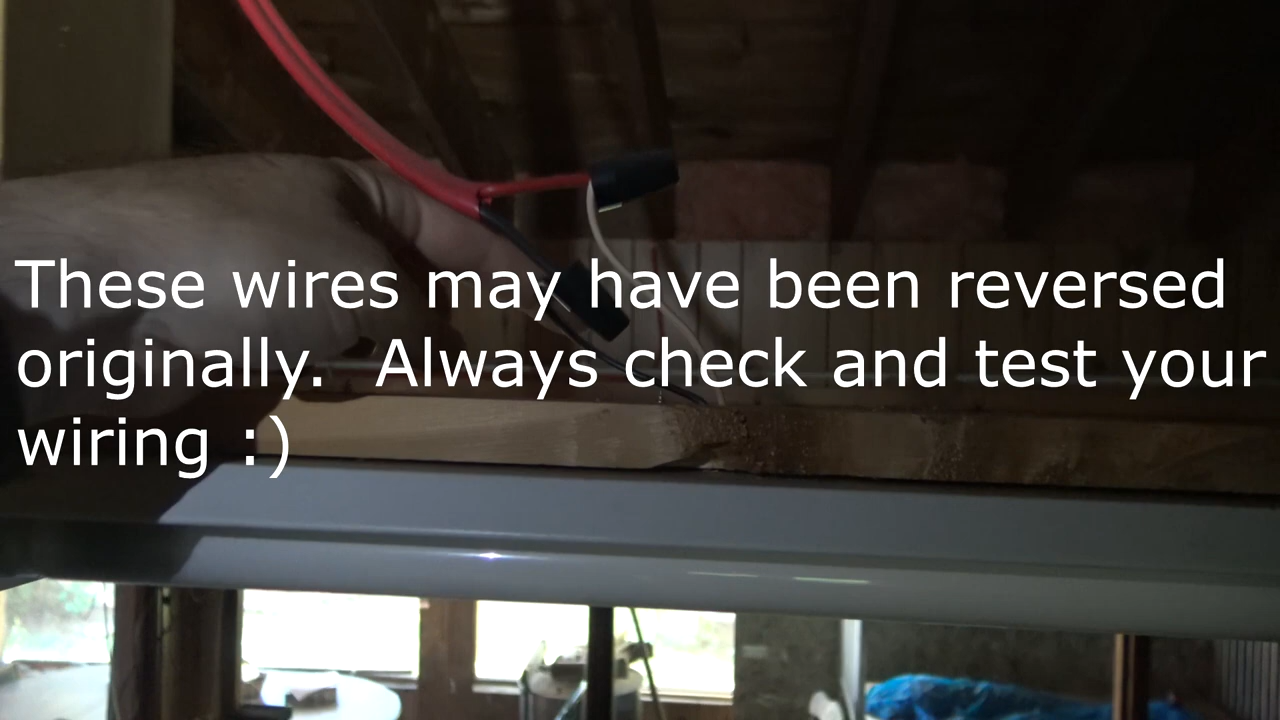 These wires may have been reversed
originally.  Always check and test your
wiring :)